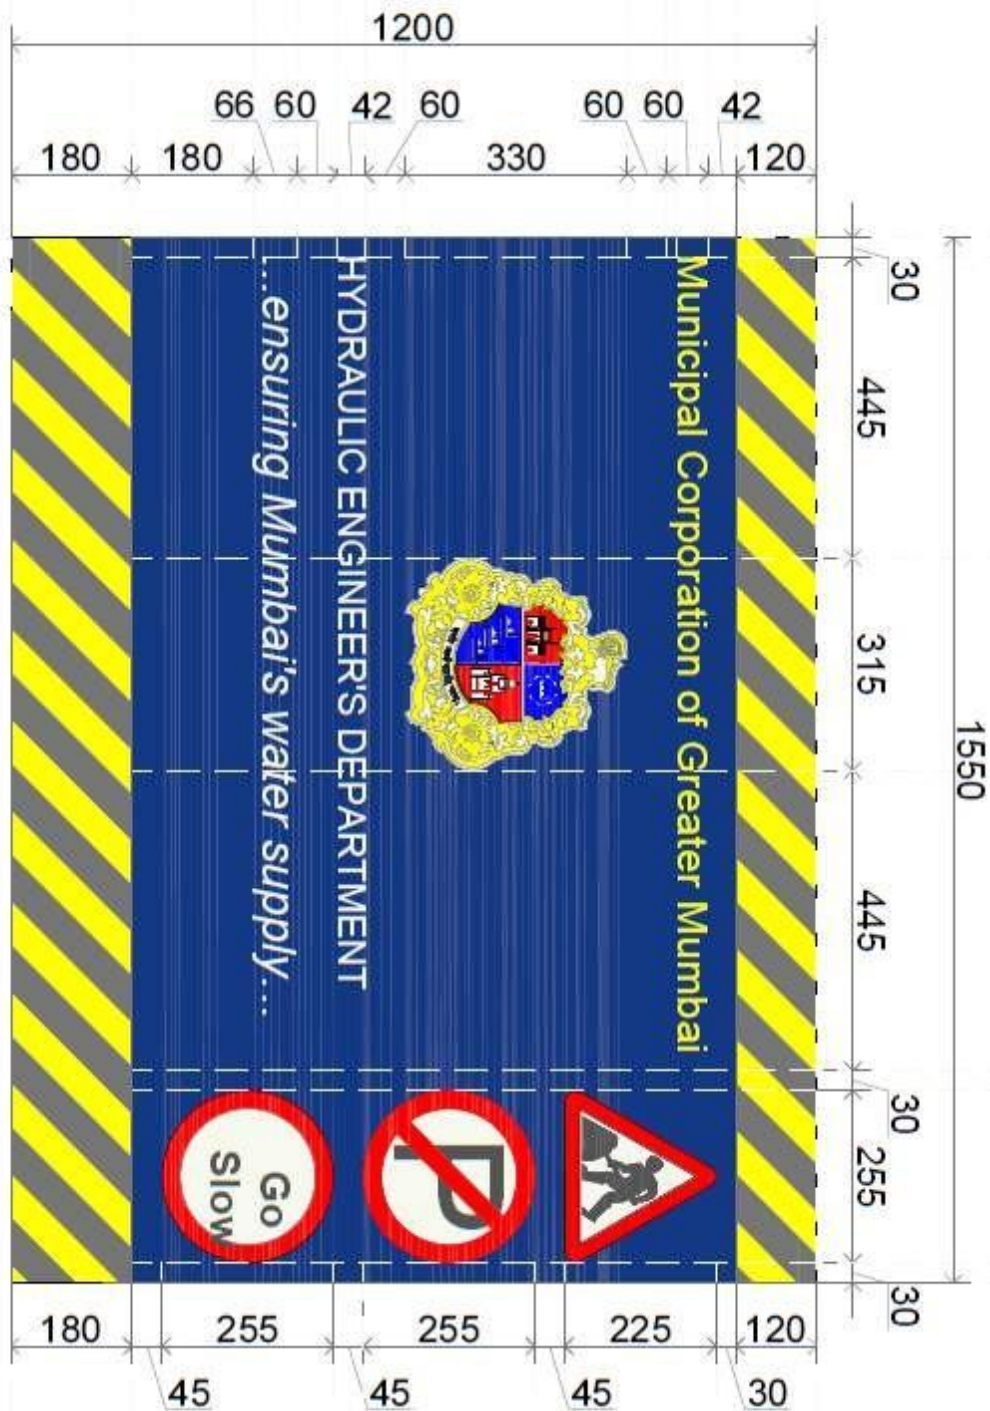 1200
66 60 42 60 60 60 42
180 180 330 120
Municipal Corporation of Greater Mumbai
HYDRAULIC ENGINEER'S DEPARTMENT
...ensuring Mumbai's water supply...
P
Go
Slow
30
445
315
445
30
255
30
1550
180 255 255 225 120
45 45 45 30